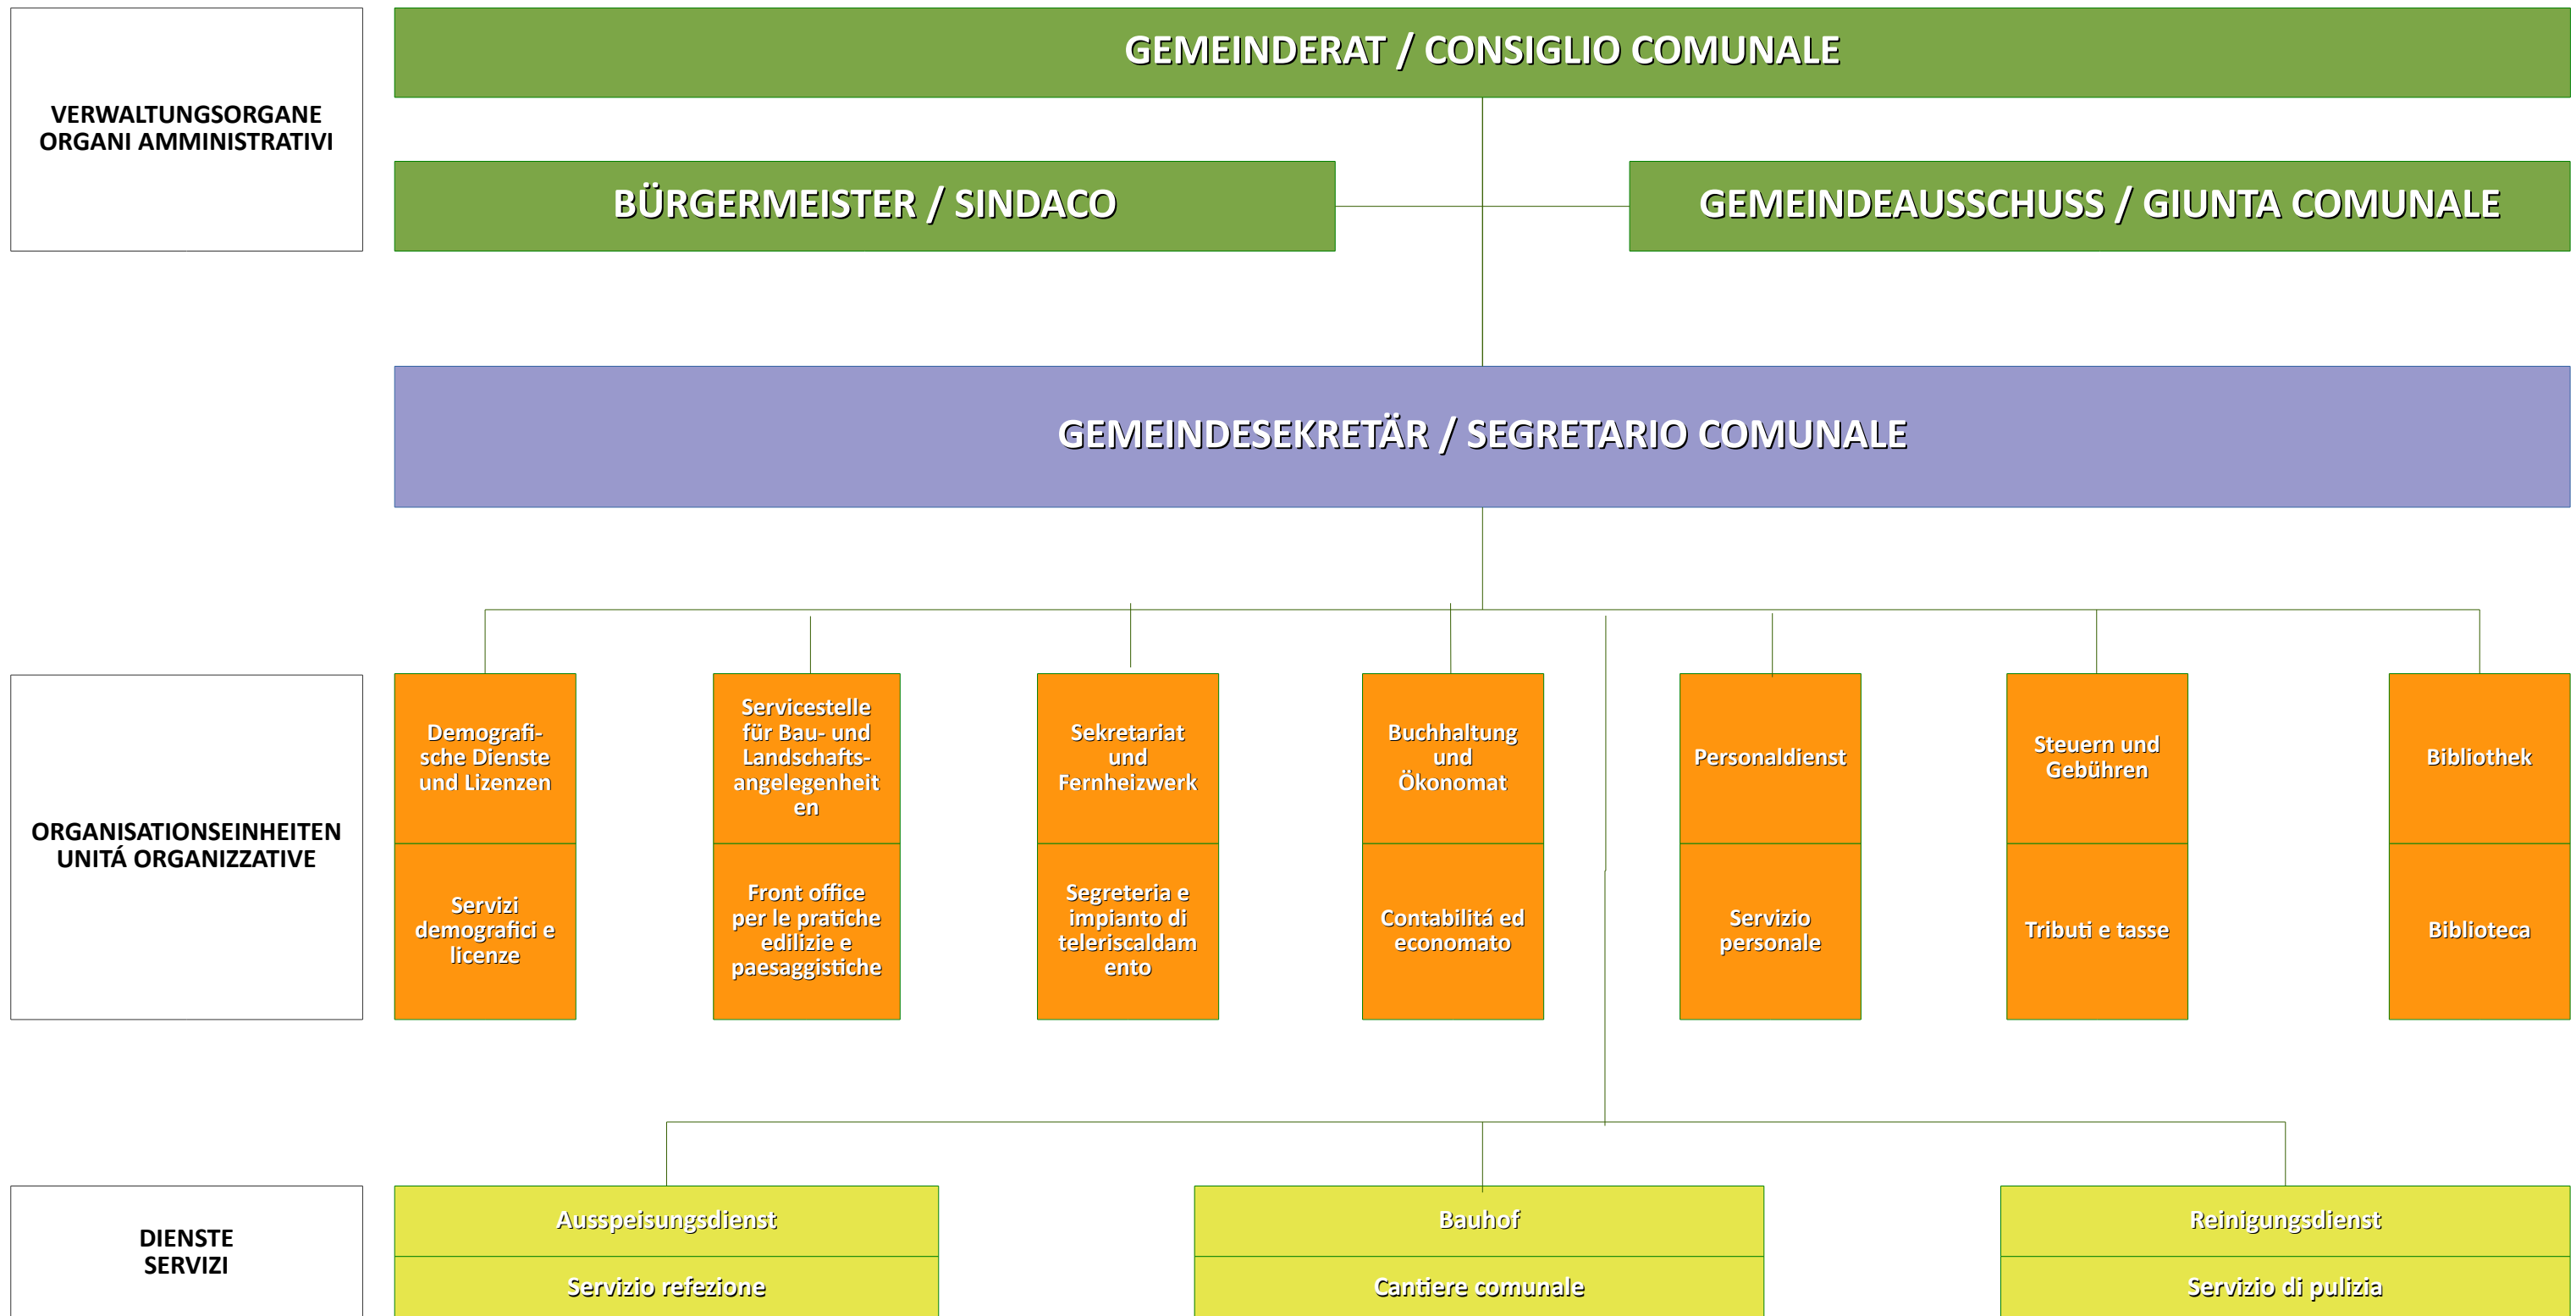 GEMEINDERAT / CONSIGLIO COMUNALE
VERWALTUNGSORGANE
ORGANI AMMINISTRATIVI
BÜRGERMEISTER / SINDACO
GEMEINDEAUSSCHUSS / GIUNTA COMUNALE
GEMEINDESEKRETÄR / SEGRETARIO COMUNALE
ORGANISATIONSEINHEITEN
UNITÁ ORGANIZZATIVE
Demografi-
sche Dienste
und Lizenzen
Servizi
demografici e
licenze
Servicestelle
für Bau- und
Landschafts-
angelegenheit
en
Front office
per le pratiche
edilizie e
paesaggistiche
Sekretariat
und
Fernheizwerk
Segreteria e
impianto di
teleriscaldam
ento
Buchhaltung
und
Ökonomat
Contabilitá ed
economato
Personaldienst
Servizio
personale
Steuern und
Gebühren
Tributi e tasse
Bibliothek
Biblioteca
DIENSTE
SERVIZI
Ausspeisungsdienst
Servizio refezione
Bauhof
Cantiere comunale
Reinigungsdienst
Servizio di pulizia